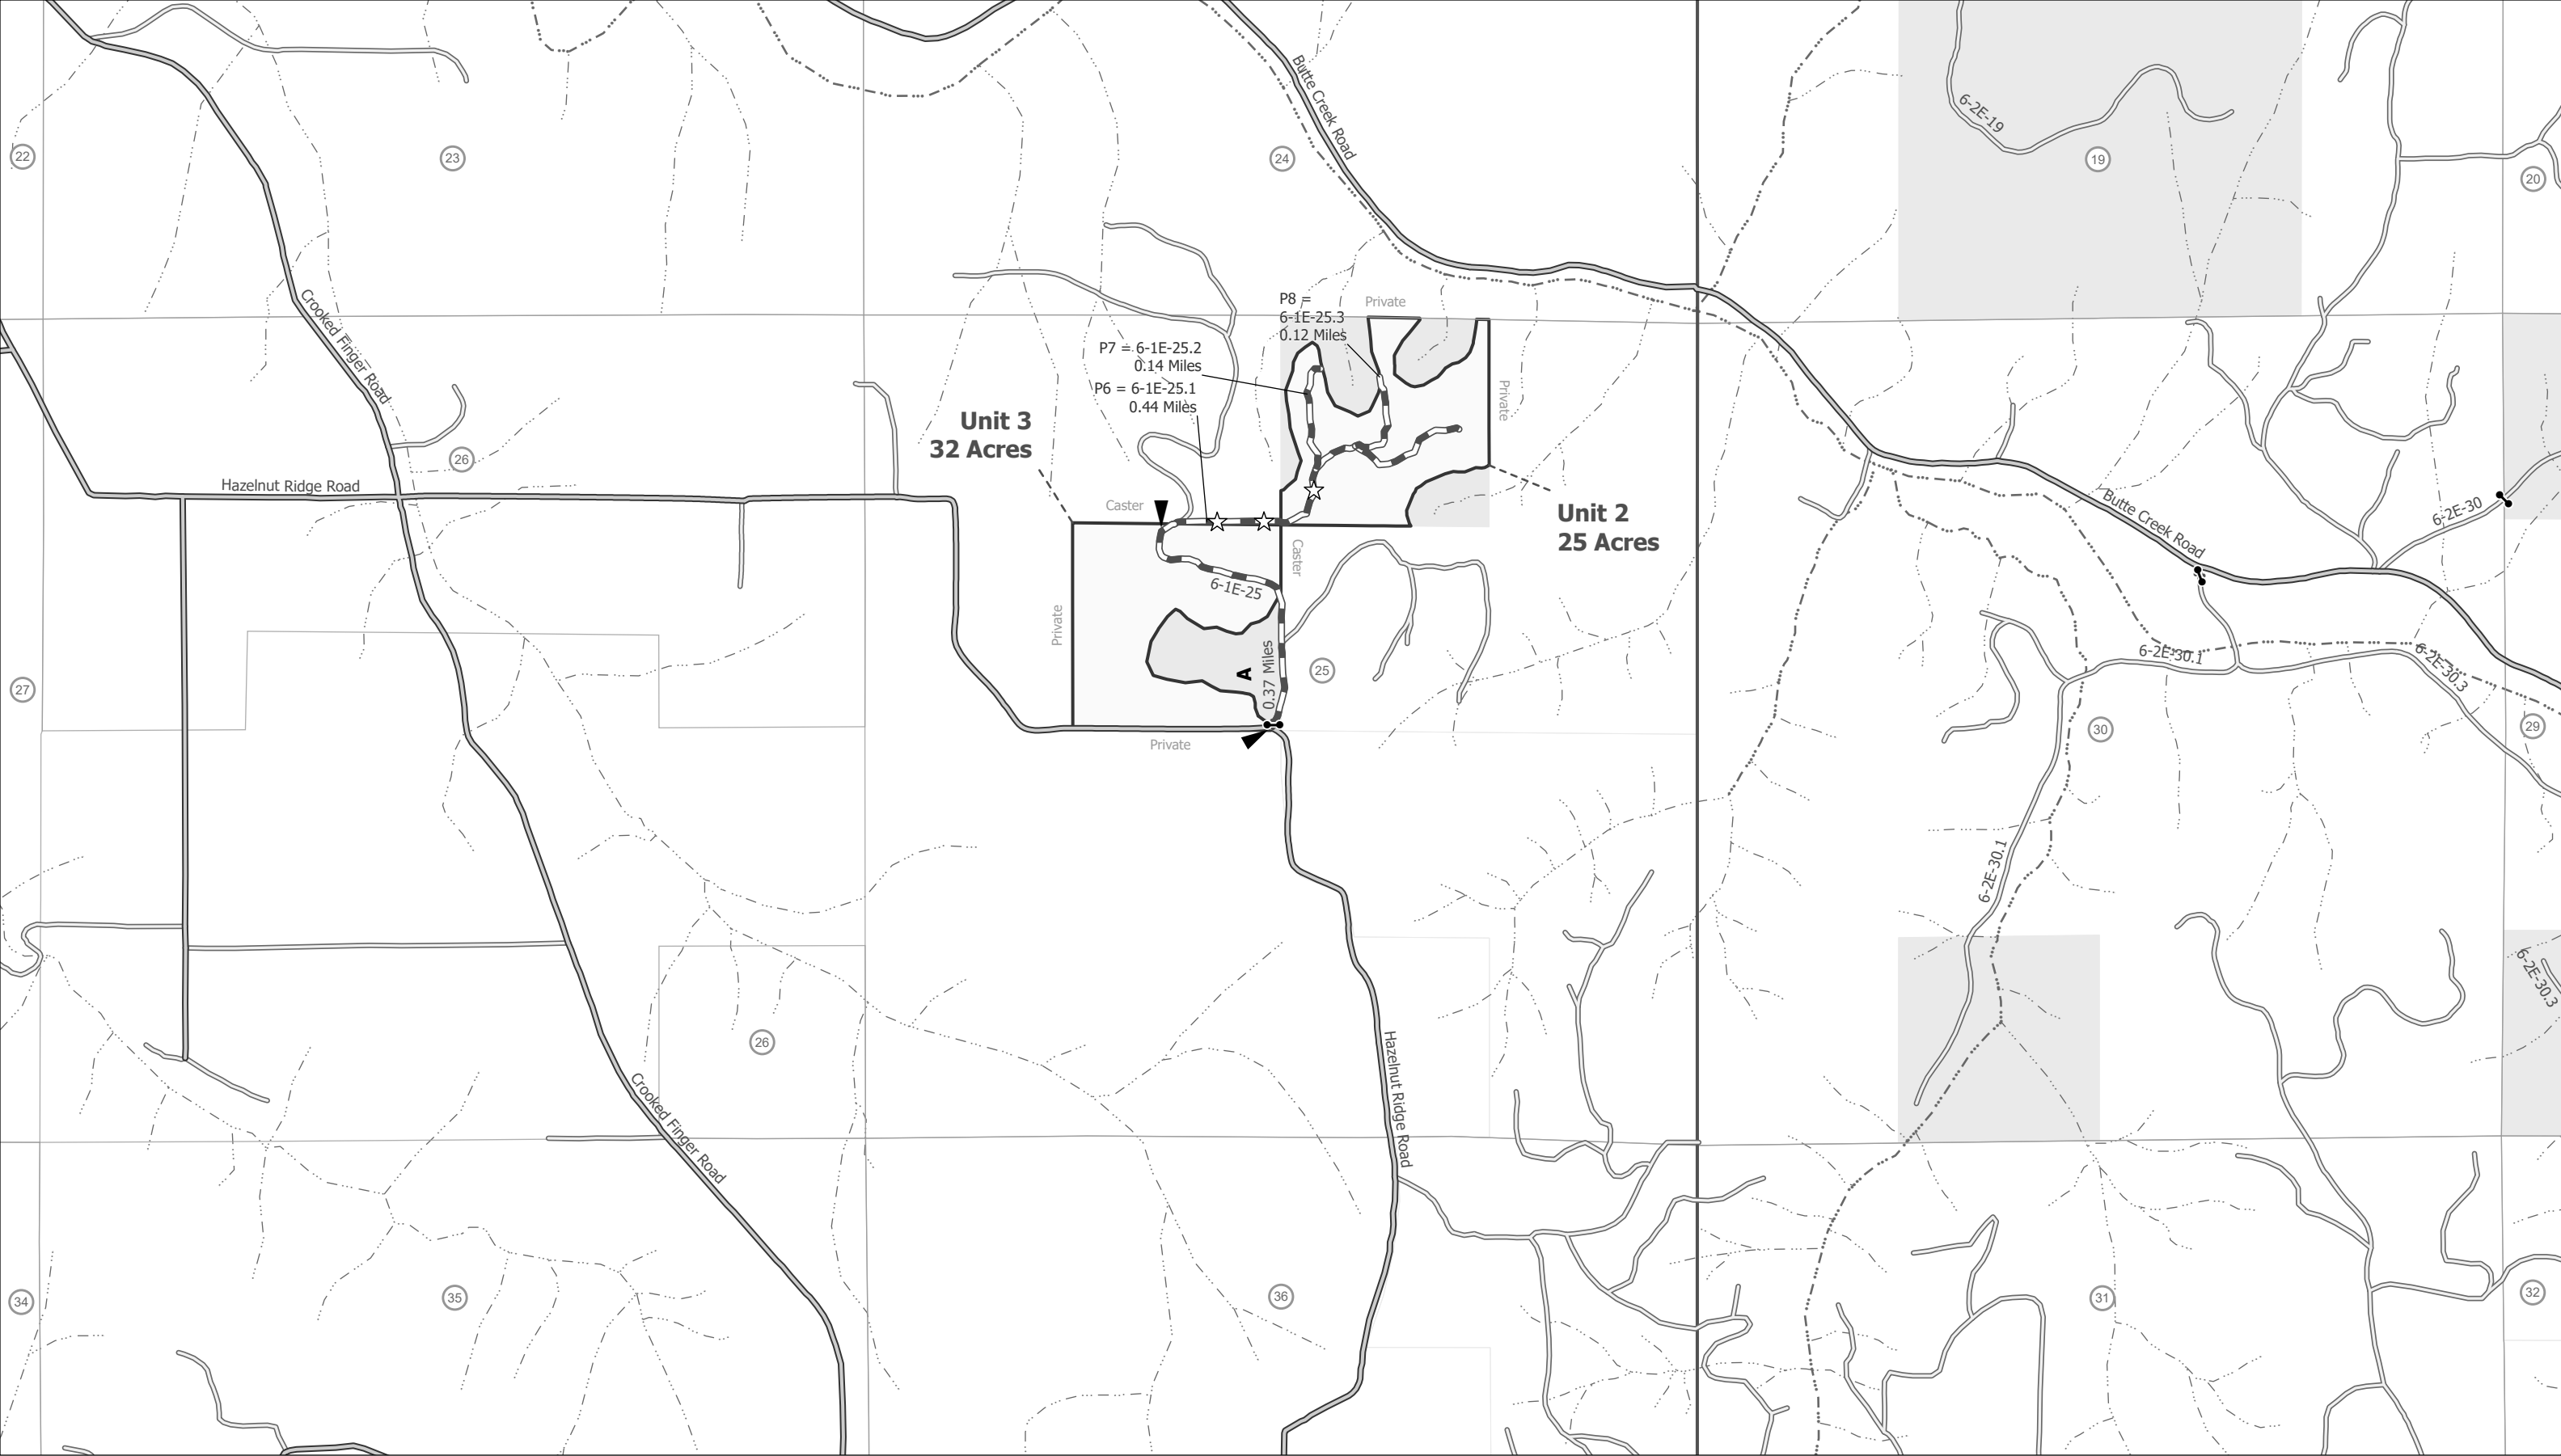 Butte Creek Road
6-2E-19
22
23
24
19
20
P8 =
6-1E-25.3
0.12 Miles
Private
Crooked Finger Road
P7 = 6-1E-25.2
0.14 Miles
P6 = 6-1E-25.1
0.44 Miles
Private
Unit 3
32 Acres
26
Hazelnut Ridge Road
Caster
Unit 2
25 Acres
Butte Creek Road
6-2E-30
Caster
6-1E-25
Private
A
0.37 Miles
25
6-2E-30.1
6-2E-30.3
27
Private
30
29
6-2E-30.1
6-2E-30.3
26
Hazelnut Ridge Road
Crooked Finger Road
34
35
36
31
32